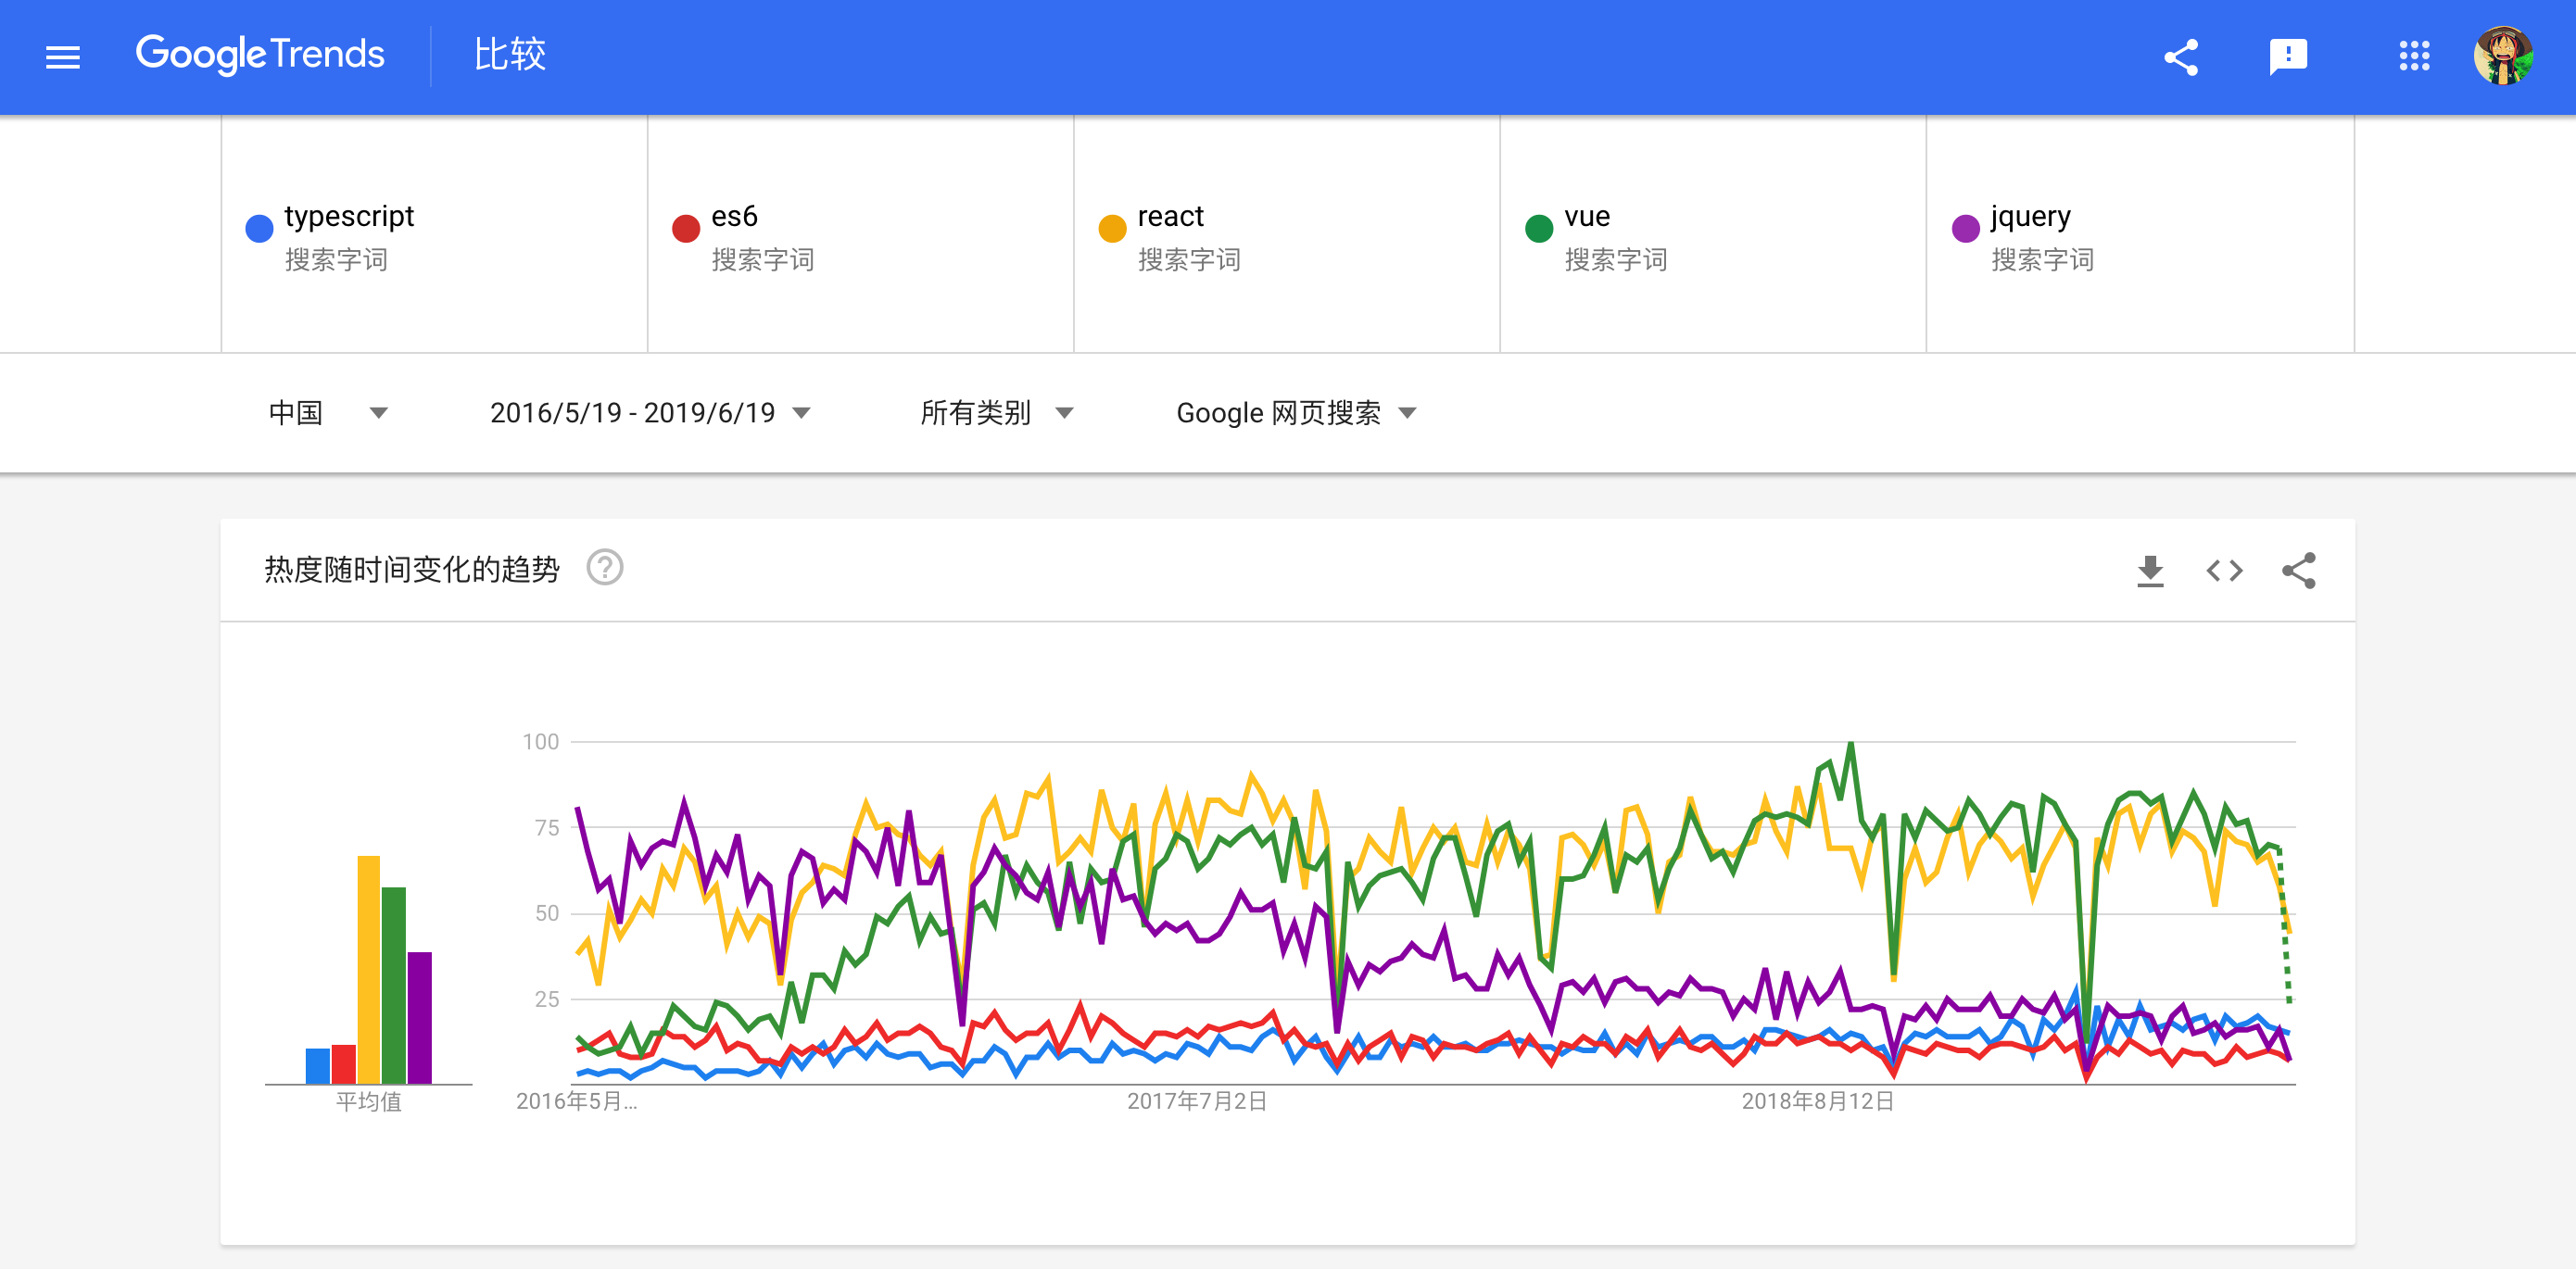 Google Trends 比较
typescript
搜索字词
es6
搜索字词
react
搜索字词
vue
搜索字词
jquery
搜索字词
中国
2016/5/19 - 2019/6/19
所有类别
Google 网页搜索
热度随时间变化的趋势
100
75
50
25
平均值
2016年5月...
2017年7月2日
2018年8月12日